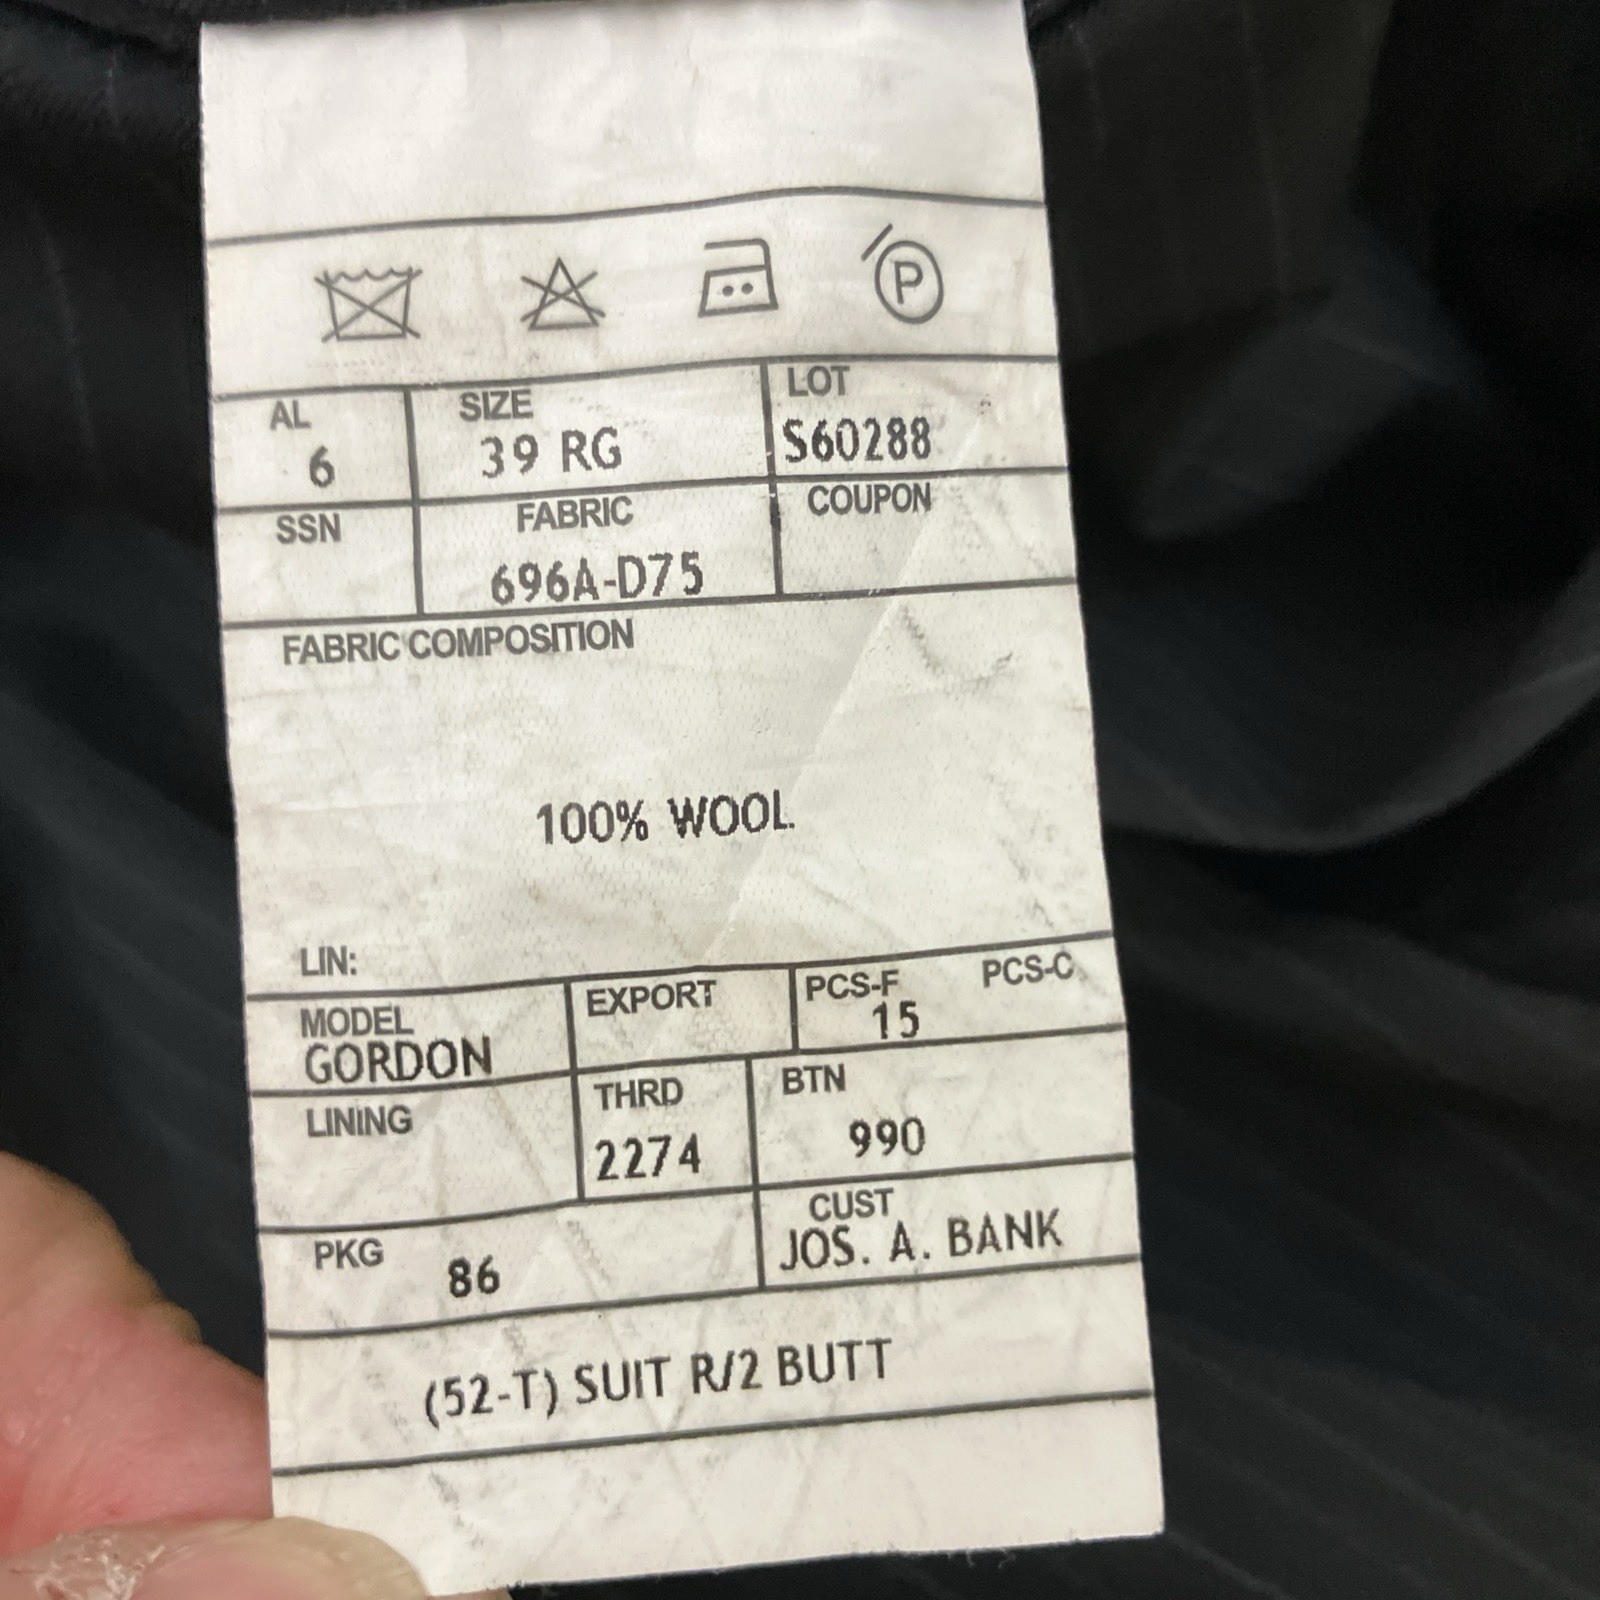 P
AL SIZE LOT
6 39 RG S60288
SSN FABRIC COUPON
696A-D75
FABRIC COMPOSITION
100% WOOL
LIN:
MODEL EXPORT PCS-F PCS-C
GORDON 15
LINING THRD BTN
2274 990
PKG 86 CUST
JOS. A. BANK
(52-T) SUIT R/2 BUTT